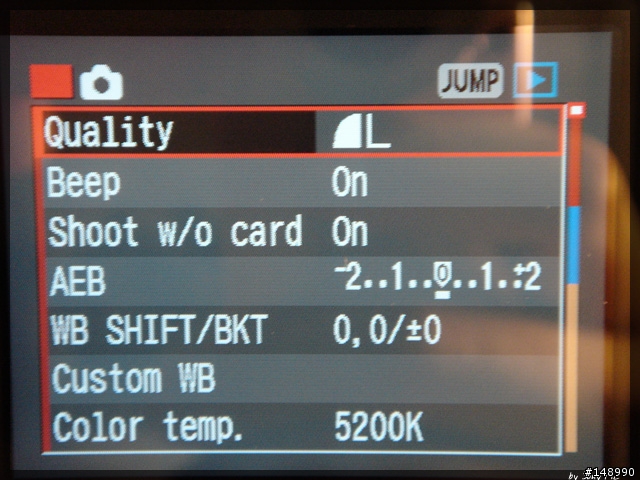 JUMP
Quality L
Beep On
Shoot w/o card On
AEB -2..1..0..1.:+2
WB SHIFT/BKT 0,0/±0
Custom WB
Color temp. 5200K
#148990
by